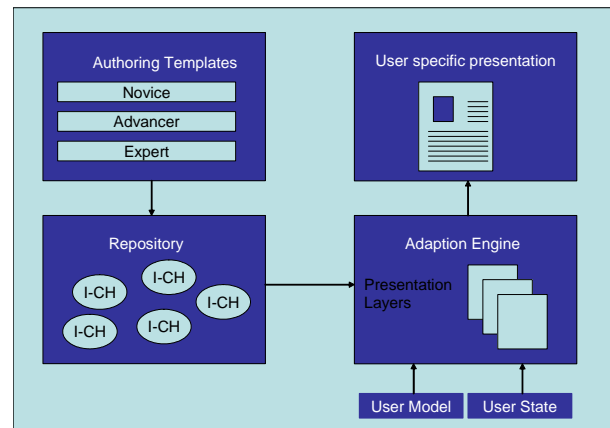 Authoring Templates
Novice
Advancer
Expert
User specific presentation
Repository
I-CH
I-CH
I-CH
I-CH
I-CH
Adaption Engine
Presentation
Layers
User Model
User State